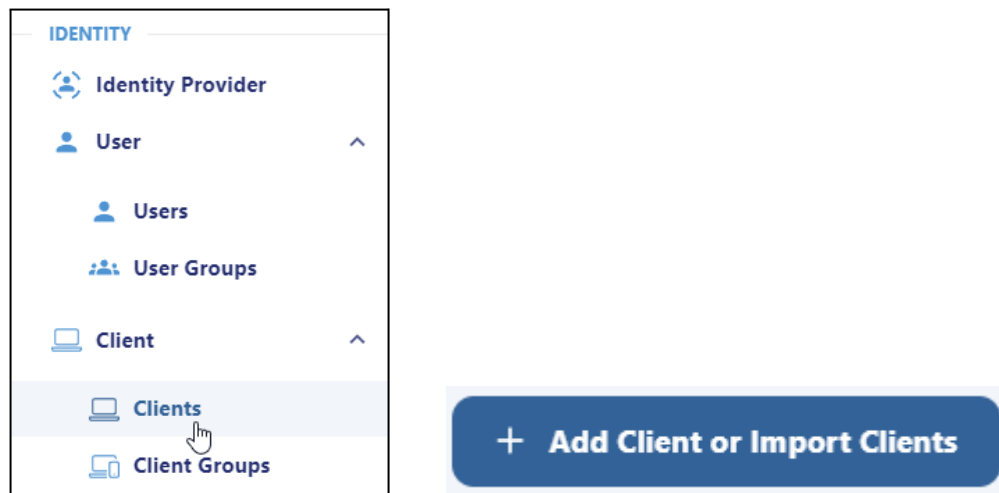 IDENTITY
Identity Provider
User
Users
User Groups
Client
Clients
Client Groups
+ Add Client or Import Clients